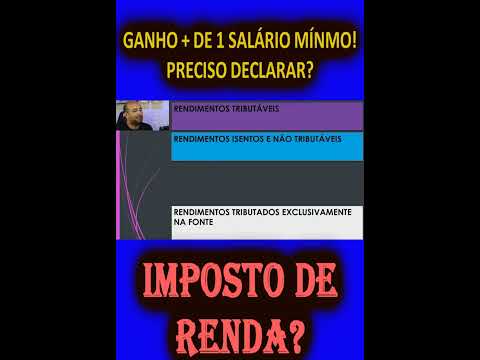 GANHO + DE 1 SALÁRIO MÍNMO!
PRECISO DECLARAR?
RENDIMENTOS TRIBUTÁVEIS
RENDIMENTOS ISENTOS E NÃO TRIBUTÁVEIS
RENDIMENTOS TRIBUTADOS EXCLUSIVAMENTE
NA FONTE
IMPOSTO DE
RENDA?